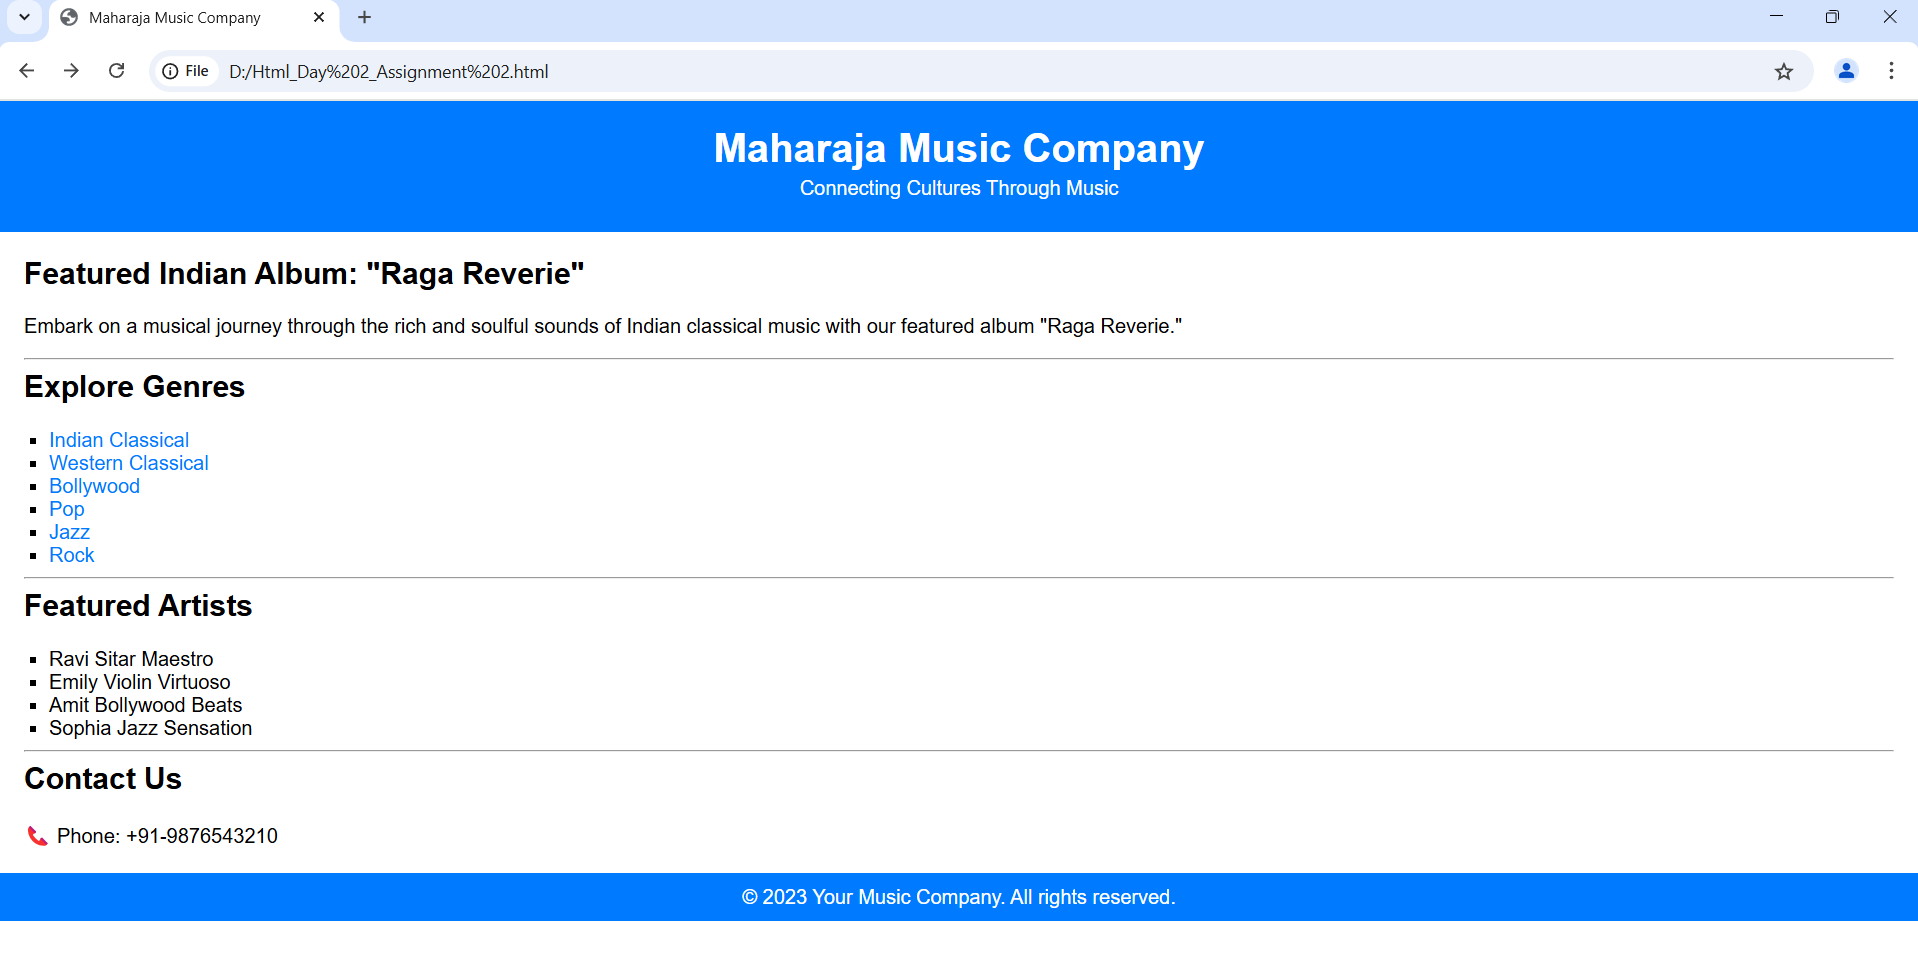 Maharaja Music Company
File D:/Html_Day%202_Assignment%202.html
Maharaja Music Company
Connecting Cultures Through Music
Featured Indian Album: "Raga Reverie"
Embark on a musical journey through the rich and soulful sounds of Indian classical music with our featured album "Raga Reverie."
Explore Genres
Indian Classical
Western Classical
Bollywood
Pop
Jazz
Rock
Featured Artists
Ravi Sitar Maestro
Emily Violin Virtuoso
Amit Bollywood Beats
Sophia Jazz Sensation
Contact Us
Phone: +91-9876543210
© 2023 Your Music Company. All rights reserved.